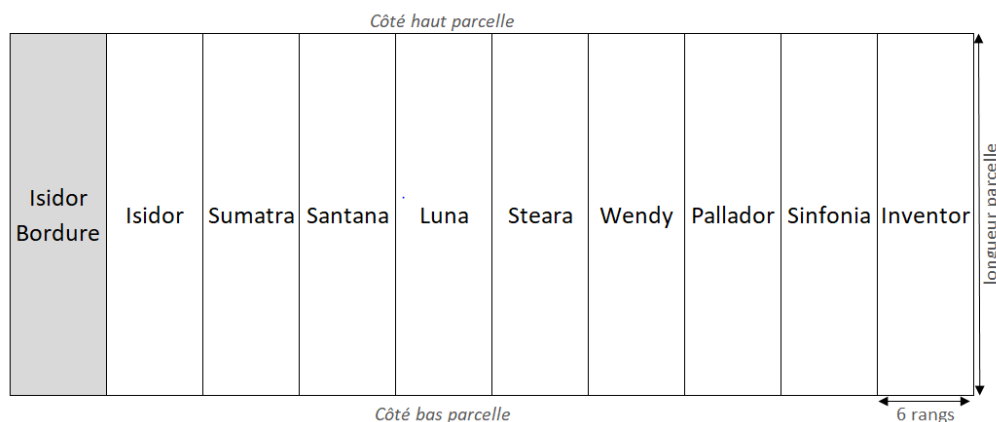 Côté haut parcelle
Isidor
Bordure
Isidor
Sumatra
Santana
Luna
Steara
Wendy
Pallador
Sinfonia
Inventor
longueur parcelle
Côté bas parcelle
6 rangs